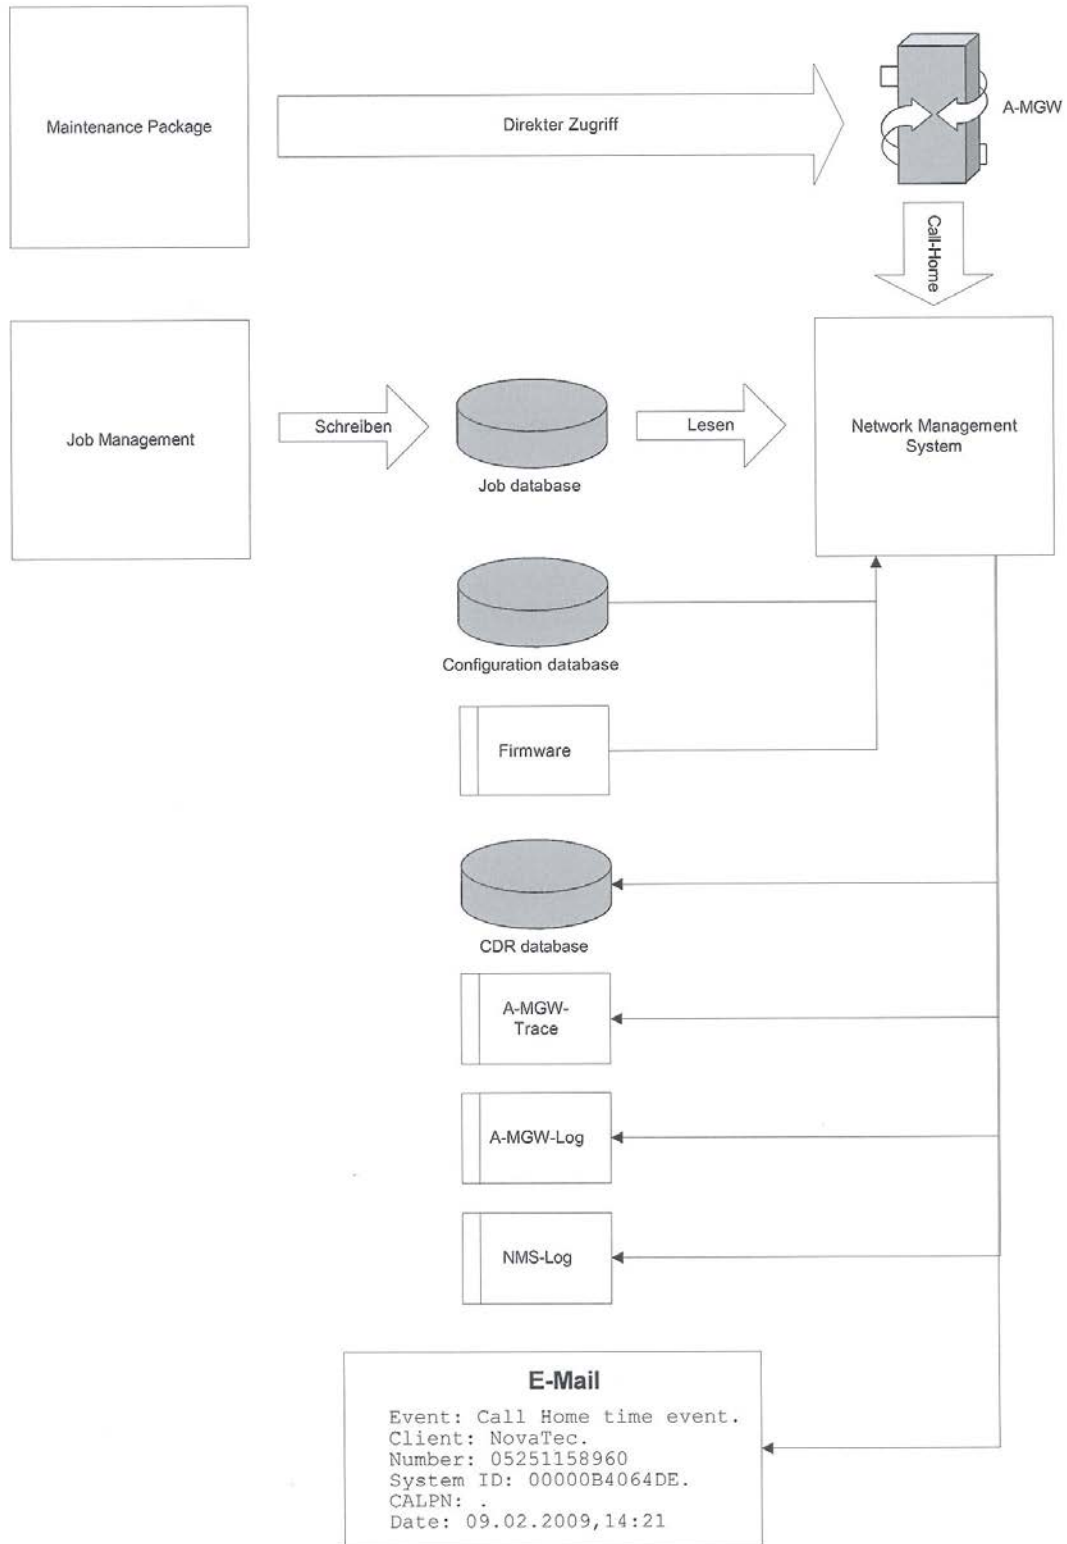 Maintenance Package
Direkter Zugriff
A-MGW
Call-Home
Job Management
Schreiben
Job database
Lesen
Network Management
System
Configuration database
Firmware
CDR database
A-MGW-
Trace
A-MGW-Log
NMS-Log
E-Mail
Event: Call Home time event.
Client: NovaTec.
Number: 05251158960
System ID: 00000B4064DE.
CALPN: .
Date: 09.02.2009,14:21